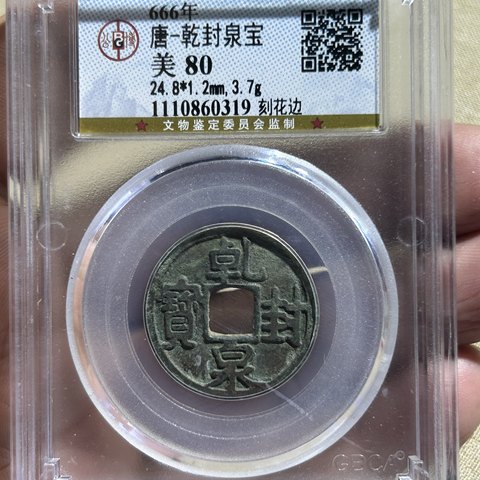 666年
唐-乾封泉宝
美 80
24.8*1.2mm,3.7g
1110860319 刻花边
★ 文物鉴定委员会监制 ★
乾
寶 封
泉
GBCA